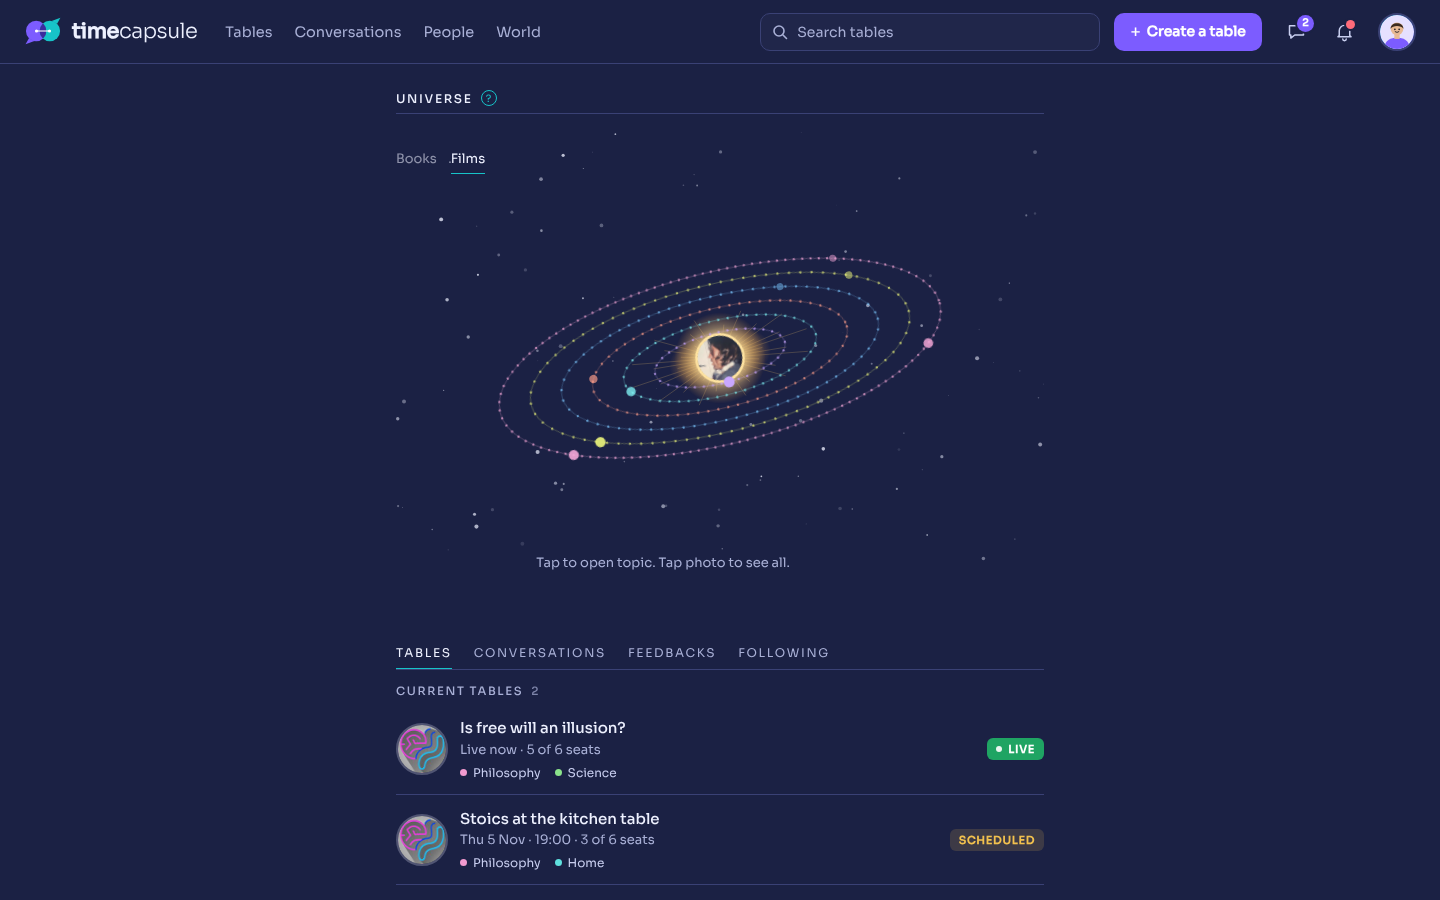 timecapsule
Tables Conversations People World
Search tables
+ Create a table
2
UNIVERSE ?
Books Films
Tap to open topic. Tap photo to see all.
TABLES CONVERSATIONS FEEDBACKS FOLLOWING
CURRENT TABLES 2
Is free will an illusion?
Live now · 5 of 6 seats
Philosophy Science
LIVE
Stoics at the kitchen table
Thu 5 Nov · 19:00 · 3 of 6 seats
Philosophy Home
SCHEDULED